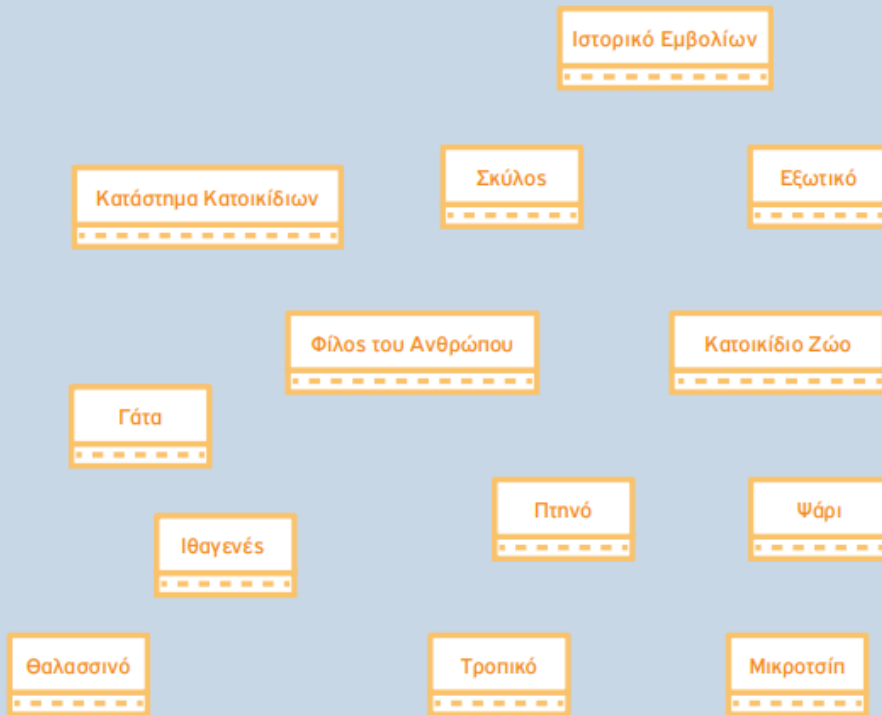 Ιστορικό Εμβολίων
Κατάστημα Κατοικίδιων
Σκύλος
Εξωτικό
Φίλος του Ανθρώπου
Κατοικίδιο Ζώο
Γάτα
Πτηνό
Ψάρι
Ιθαγενές
Θαλασσινό
Τροπικό
Μικροτσίπ